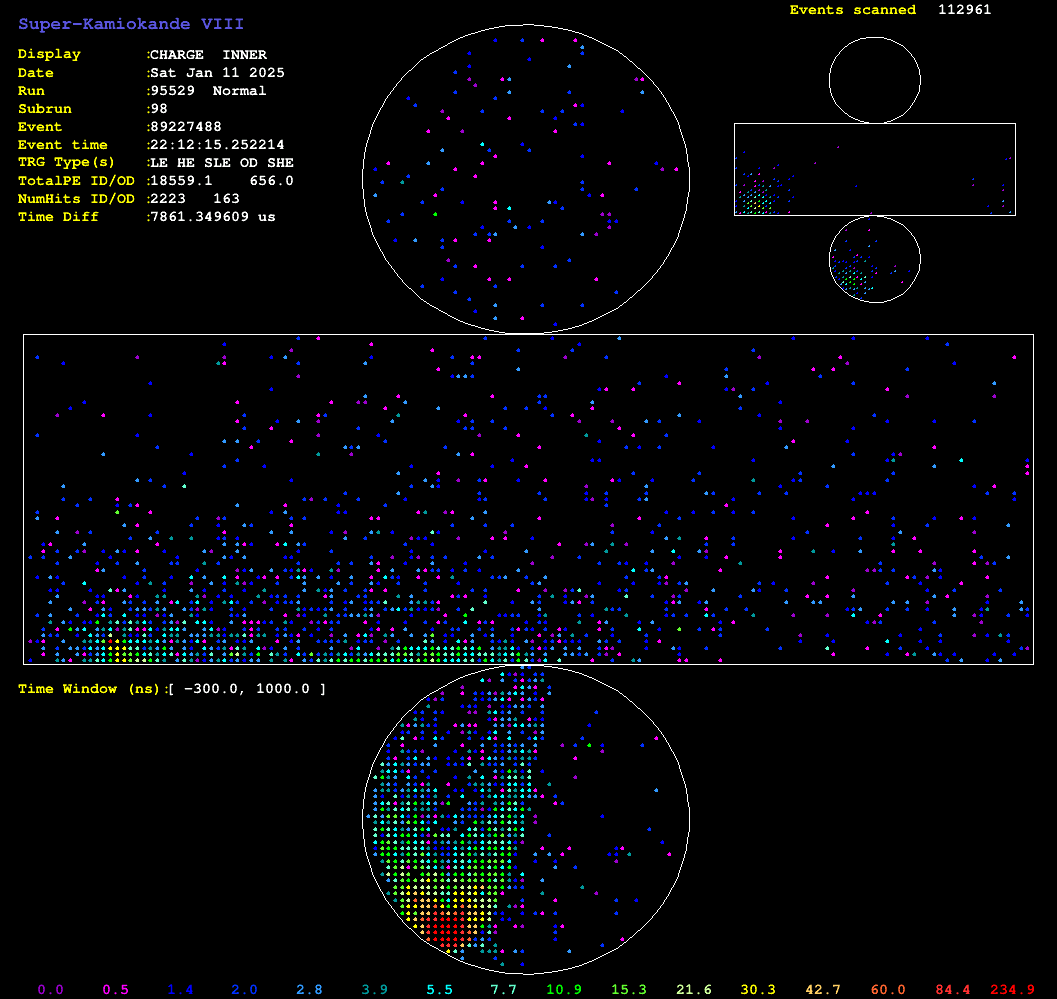 Super-Kamiokande VIII
Events scanned 112961
Display :CHARGE INNER
Date :Sat Jan 11 2025
Run :95529 Normal
Subrun :98
Event :89227488
Event time :22:12:15.252214
TRG Type(s) :LE HE SLE OD SHE
TotalPE ID/OD :18559.1 656.0
NumHits ID/OD :2223 163
Time Diff :7861.349609 us
Time Window (ns):[ -300.0, 1000.0 ]
0.0 0.5 1.4 2.0 2.8 3.9 5.5 7.7 10.9 15.3 21.6 30.3 42.7 60.0 84.4 234.9